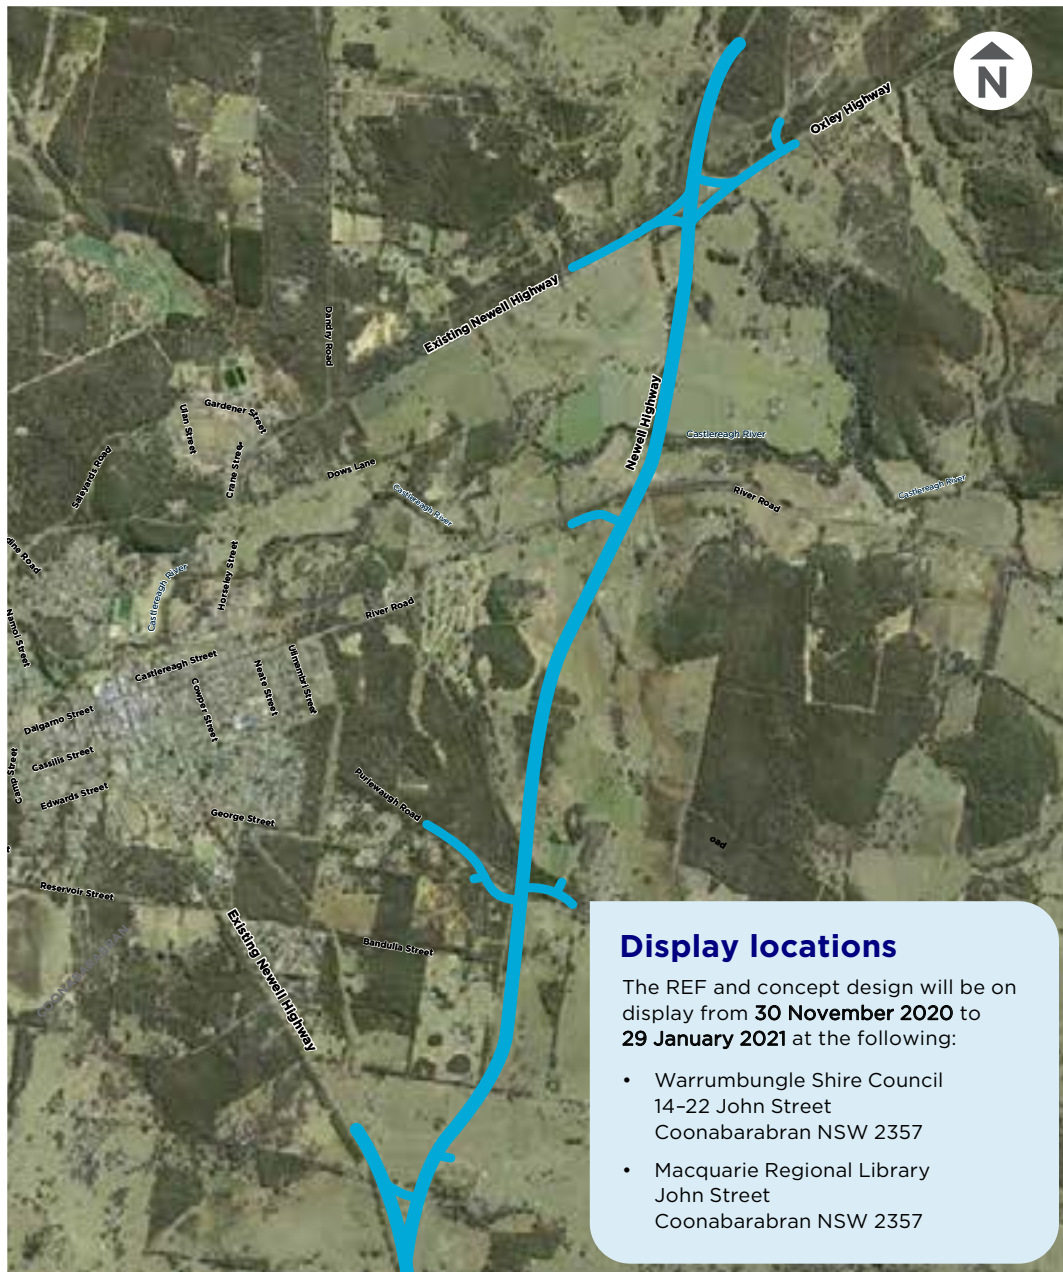 N
Oxley Highway
Existing Newell Highway
Dandry Road
Newell Highway
Castlereagh River
Gardener Street
Ulan Street
Crane Street
Saleyards Road
Dows Lane
Castlereagh River
River Road
Castlereagh River
dine Road
Horseley Street
Castlereagh River
River Road
Namoi Street
Castlereagh Street
Neate Street
Ulimambri Street
Cowper Street
Dalgarno Street
Cassilis Street
Camp Street
Edwards Street
Purlewaugh Road
George Street
oad
t
Reservoir Street
Existing Newell Highway
Bandulla Street
Display locations
The REF and concept design will be on
display from 30 November 2020 to
29 January 2021 at the following:
• Warrumbungle Shire Council
14–22 John Street
Coonabarabran NSW 2357
• Macquarie Regional Library
John Street
Coonabarabran NSW 2357